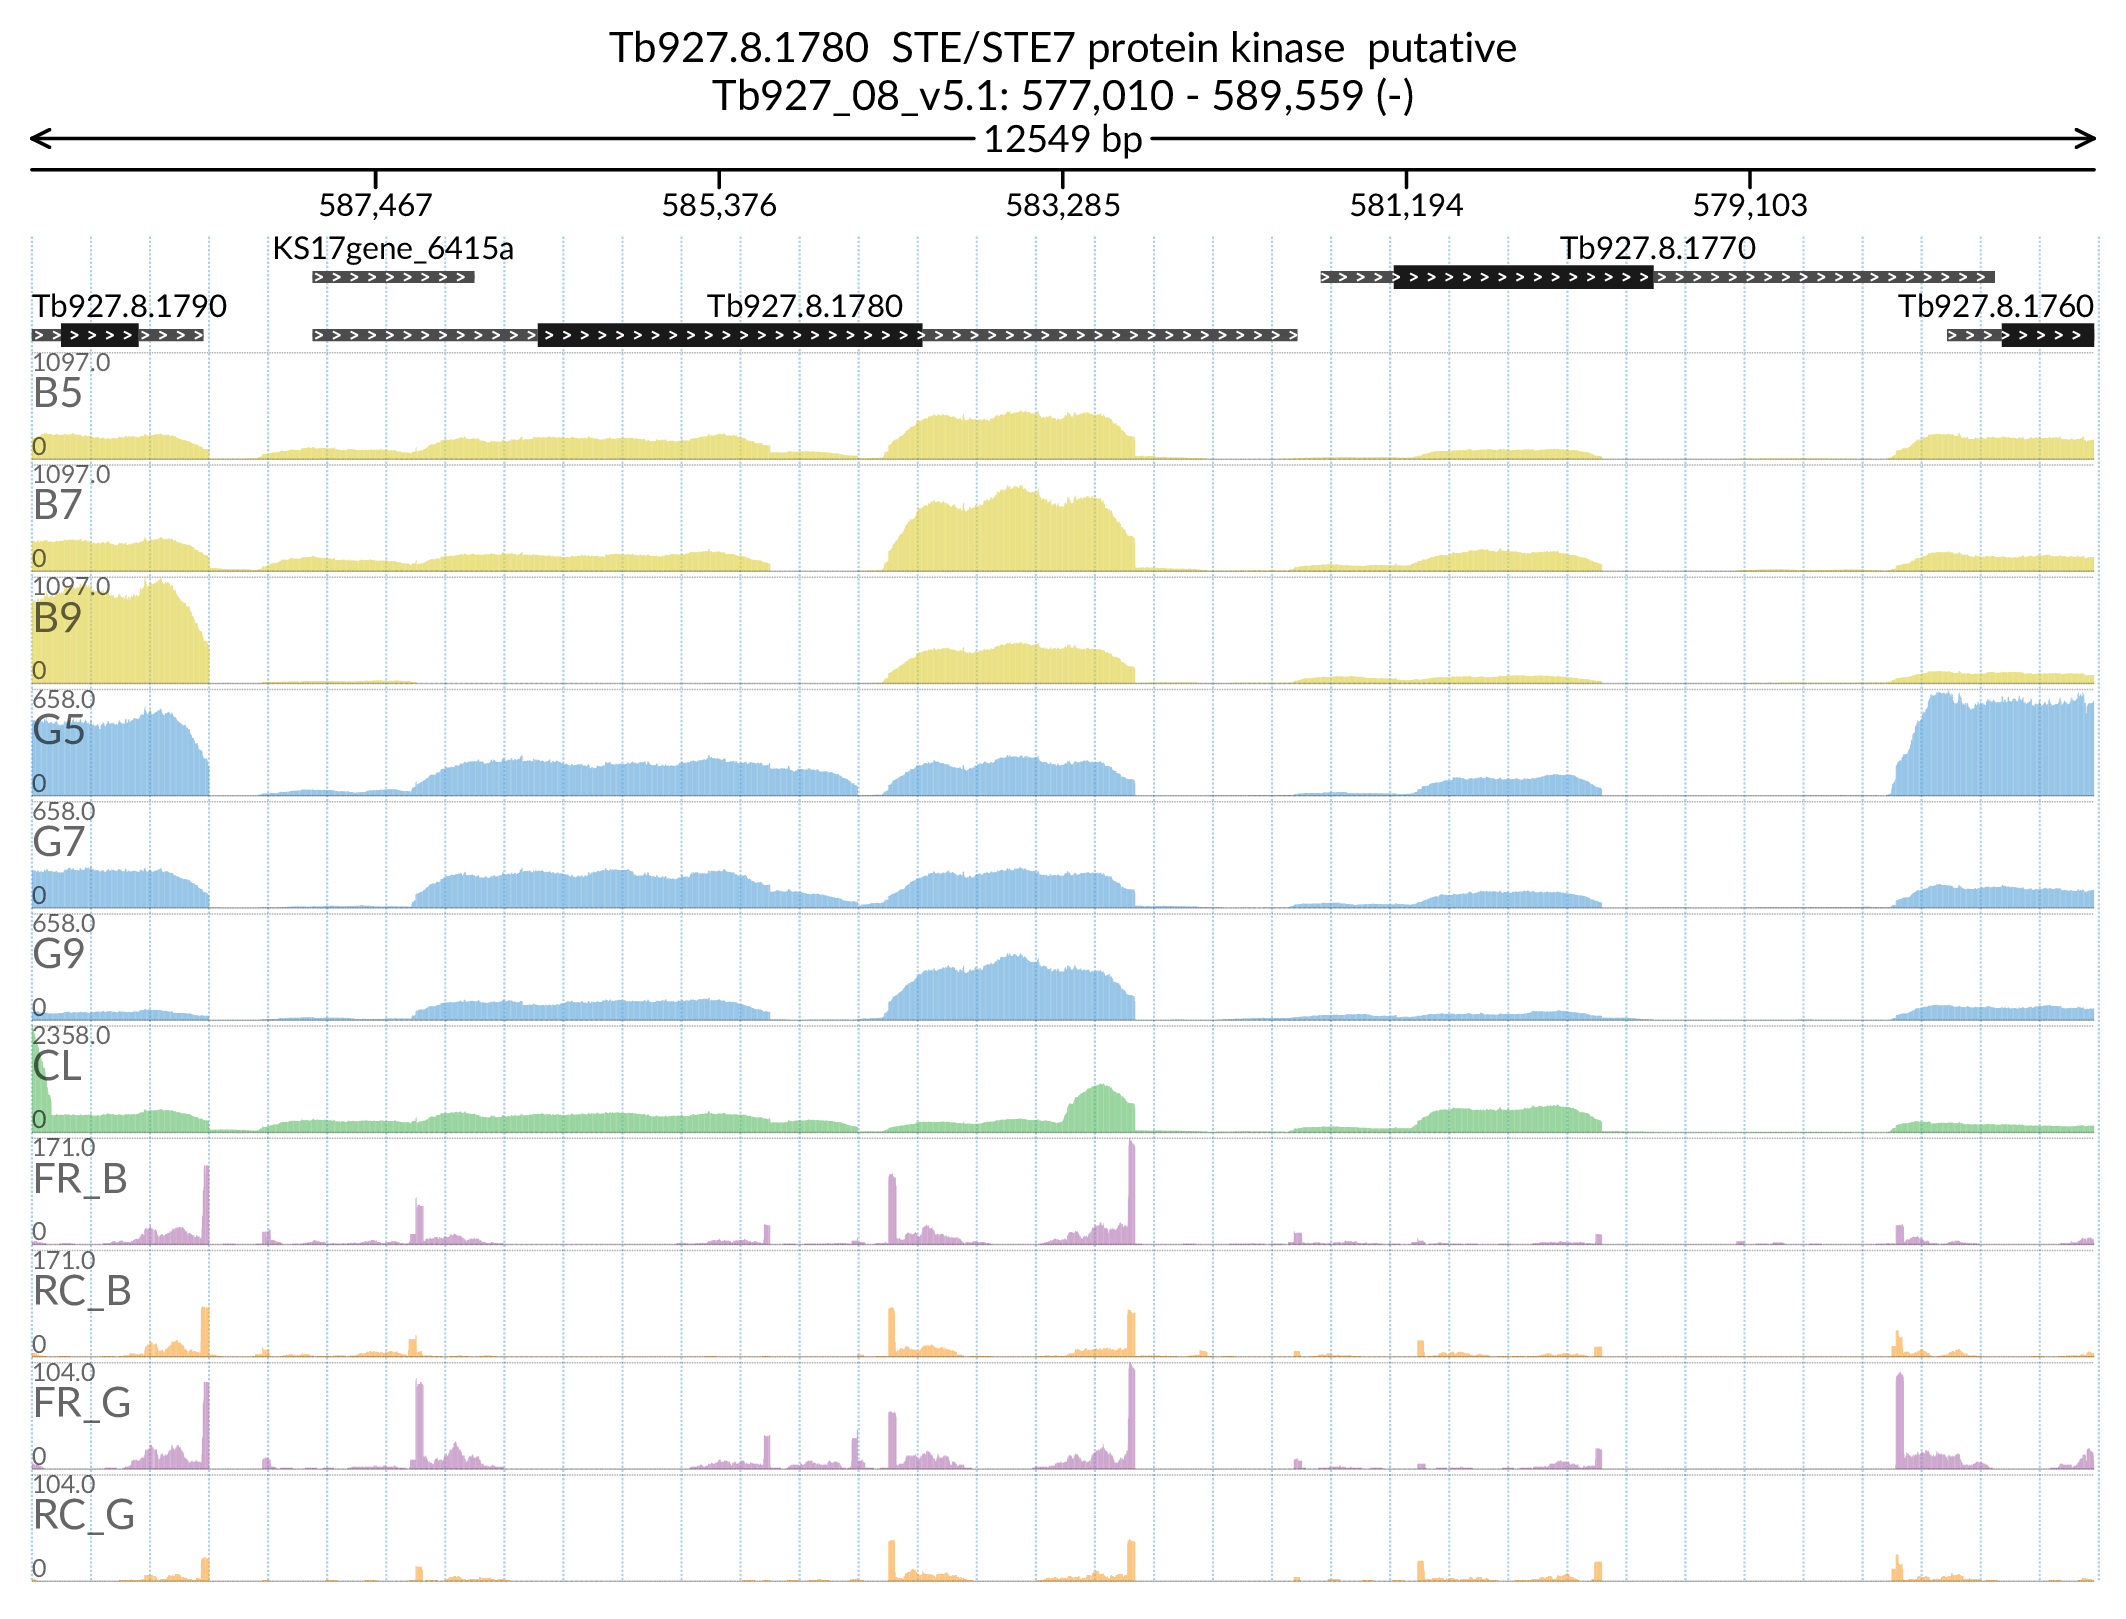 Tb927.8.1780  STE/STE7 protein kinase  putative
Tb927_08_v5.1: 577,010 - 589,559 (-)
12549 bp
587,467 585,376 583,285 581,194 579,103
KS17gene_6415a Tb927.8.1770
Tb927.8.1790 Tb927.8.1780 Tb927.8.1760
1097.0
B5
0
1097.0
B7
0
1097.0
B9
0
658.0
G5
0
658.0
G7
0
658.0
G9
0
2358.0
CL
0
171.0
FR_B
0
171.0
RC_B
0
104.0
FR_G
0
104.0
RC_G
0